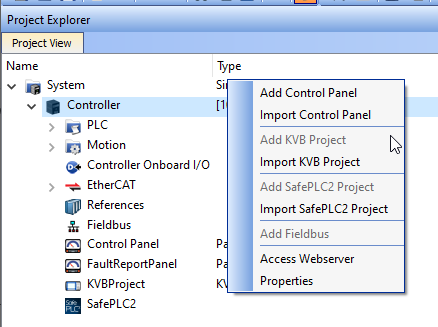 Project Explorer
Project View
Name Type
System Sin
Controller [10
PLC
Motion
Controller Onboard I/O
EtherCAT
References
Fieldbus
Control Panel Pa
FaultReportPanel Pa
KVBProject KV
SafePLC2
Add Control Panel
Import Control Panel
Add KVB Project
Import KVB Project
Add SafePLC2 Project
Import SafePLC2 Project
Add Fieldbus
Access Webserver
Properties